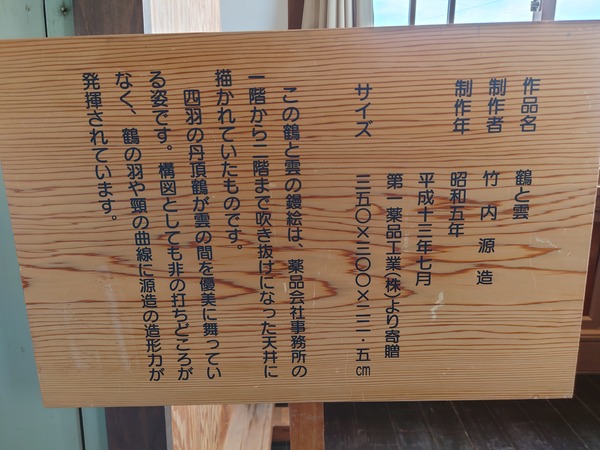 作品名　鶴と雲
制作者　竹内源造
制作年　昭和五年
平成十三年七月
第一薬品工業(株)より寄贈
サイズ　三五〇×二〇〇×二二・五㎝
この鶴と雲の鏝絵は、薬品会社事務所の
一階から二階まで吹き抜けになった天井に
描かれていたものです。
四羽の丹頂鶴が雲の間を優美に舞ってい
る姿です。構図としても非の打ちどころが
なく、鶴の羽や頸の曲線に源造の造形力が
発揮されています。